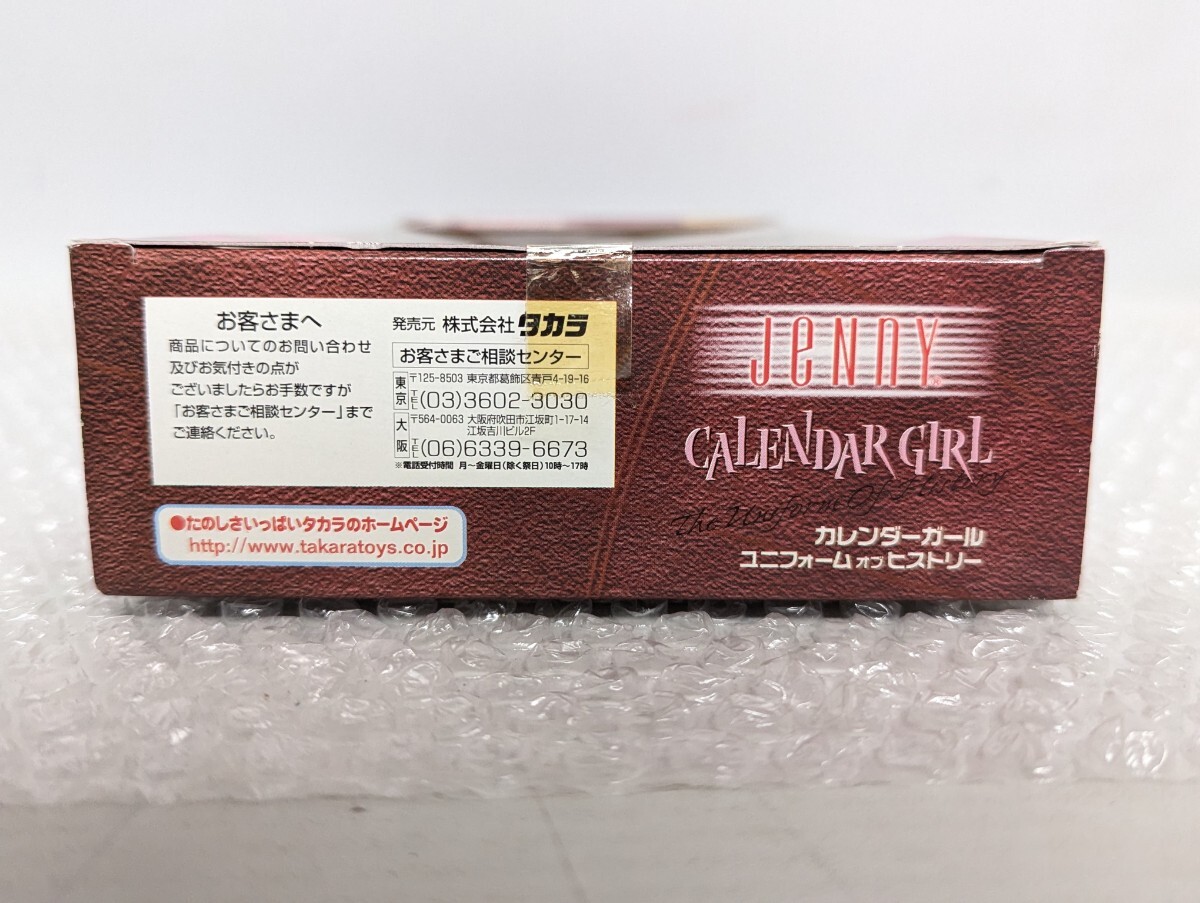 お客さまへ
商品についてのお問い合わせ
及びお気付きの点が
ございましたらお手数ですが
「お客さまご相談センター」まで
ご連絡ください。
発売元 株式会社タカラ
お客さまご相談センター
東京 〒125-8503 東京都葛飾区青戸4-19-16
TEL (03)3602-3030
大阪 〒564-0063 大阪府吹田市江坂町1-17-14
江坂吉川ビル2F
TEL (06)6339-6673
※電話受付時間 月〜金曜日(除く祭日)10時〜17時
●たのしさいっぱいタカラのホームページ
http://www.takaratoys.co.jp
JeNNY®
CALENDAR GIRL
The Uniform Of History
カレンダーガール
ユニフォーム オブ ヒストリー